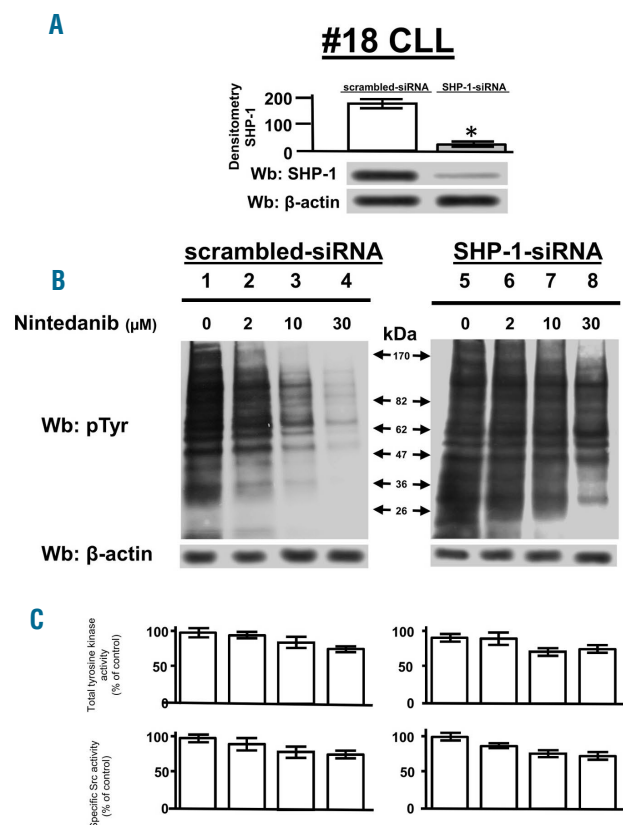 A
#18 CLL
scrambled-siRNA SHP-1-siRNA
Densitometry
SHP-1
200
100
0
*
Wb: SHP-1
Wb: β-actin
B
scrambled-siRNA SHP-1-siRNA
1 2 3 4 5 6 7 8
Nintedanib (µM) 0 2 10 30 0 2 10 30
kDa
170
82
Wb: pTyr
62
47
36
26
Wb: β-actin
C
Total tyrosine kinase
activity
(% of control)
100
50
0
100
50
0
Specific Src activity
(% of control)
100
50
0
100
50
0